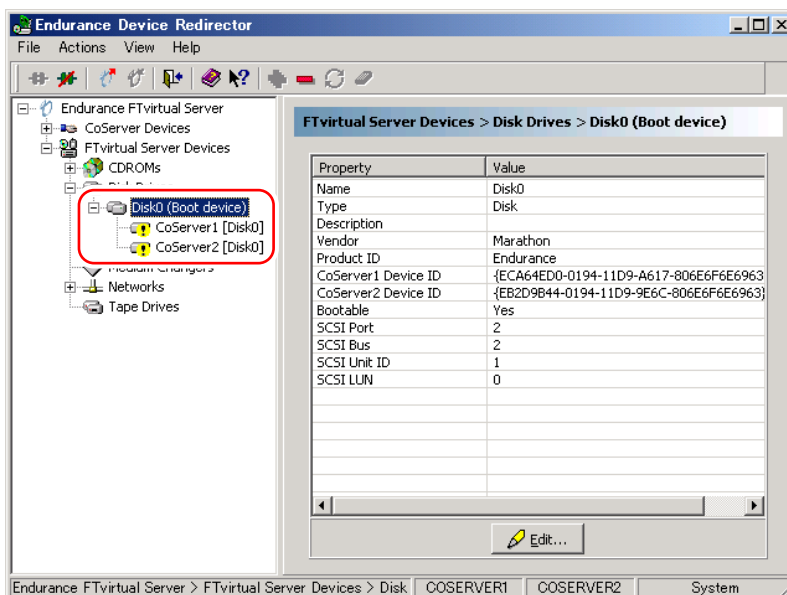 Endurance Device Redirector
File Actions View Help
Endurance FTvirtual Server
CoServer Devices
FTvirtual Server Devices
CDROMs
Disk0 (Boot device)
CoServer1 [Disk0]
CoServer2 [Disk0]
Medium Changers
Networks
Tape Drives
FTvirtual Server Devices > Disk Drives > Disk0 (Boot device)
Property Value
Name Disk0
Type Disk
Description
Vendor Marathon
Product ID Endurance
CoServer1 Device ID {ECA64ED0-0194-11D9-A617-806E6F6E6963
CoServer2 Device ID {EB2D9B44-0194-11D9-9E6C-806E6F6E6963}
Bootable Yes
SCSI Port 2
SCSI Bus 2
SCSI Unit ID 1
SCSI LUN 0
Edit...
Endurance FTvirtual Server > FTvirtual Server Devices > Disk COSERVER1 COSERVER2 System